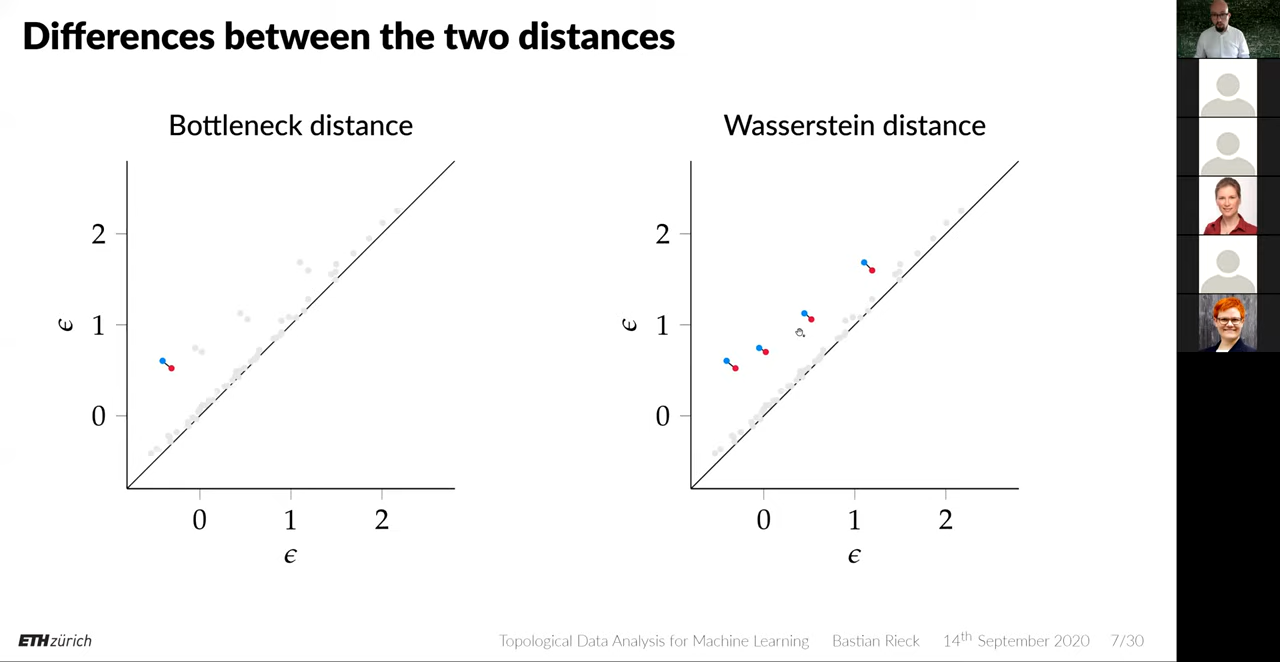 Differences between the two distances
Bottleneck distance
2
1
0
ϵ
0 1 2
ϵ
Wasserstein distance
2
1
0
ϵ
0 1 2
ϵ
ETH zürich
Topological Data Analysis for Machine Learning Bastian Rieck 14th September 2020 7/30